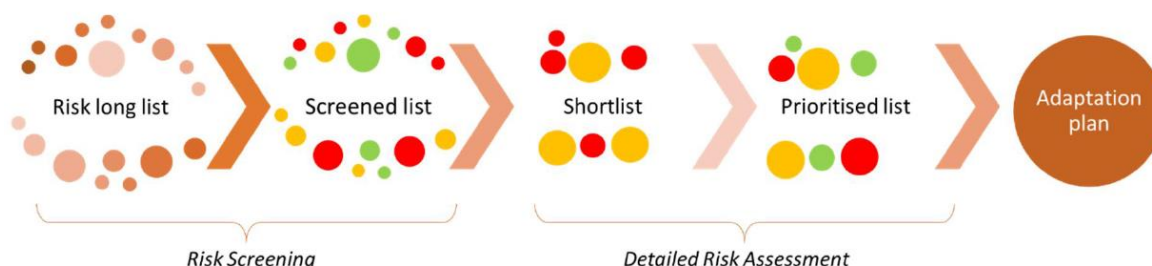 Risk long list
Screened list
Shortlist
Prioritised list
Adaptation
plan
Risk Screening
Detailed Risk Assessment